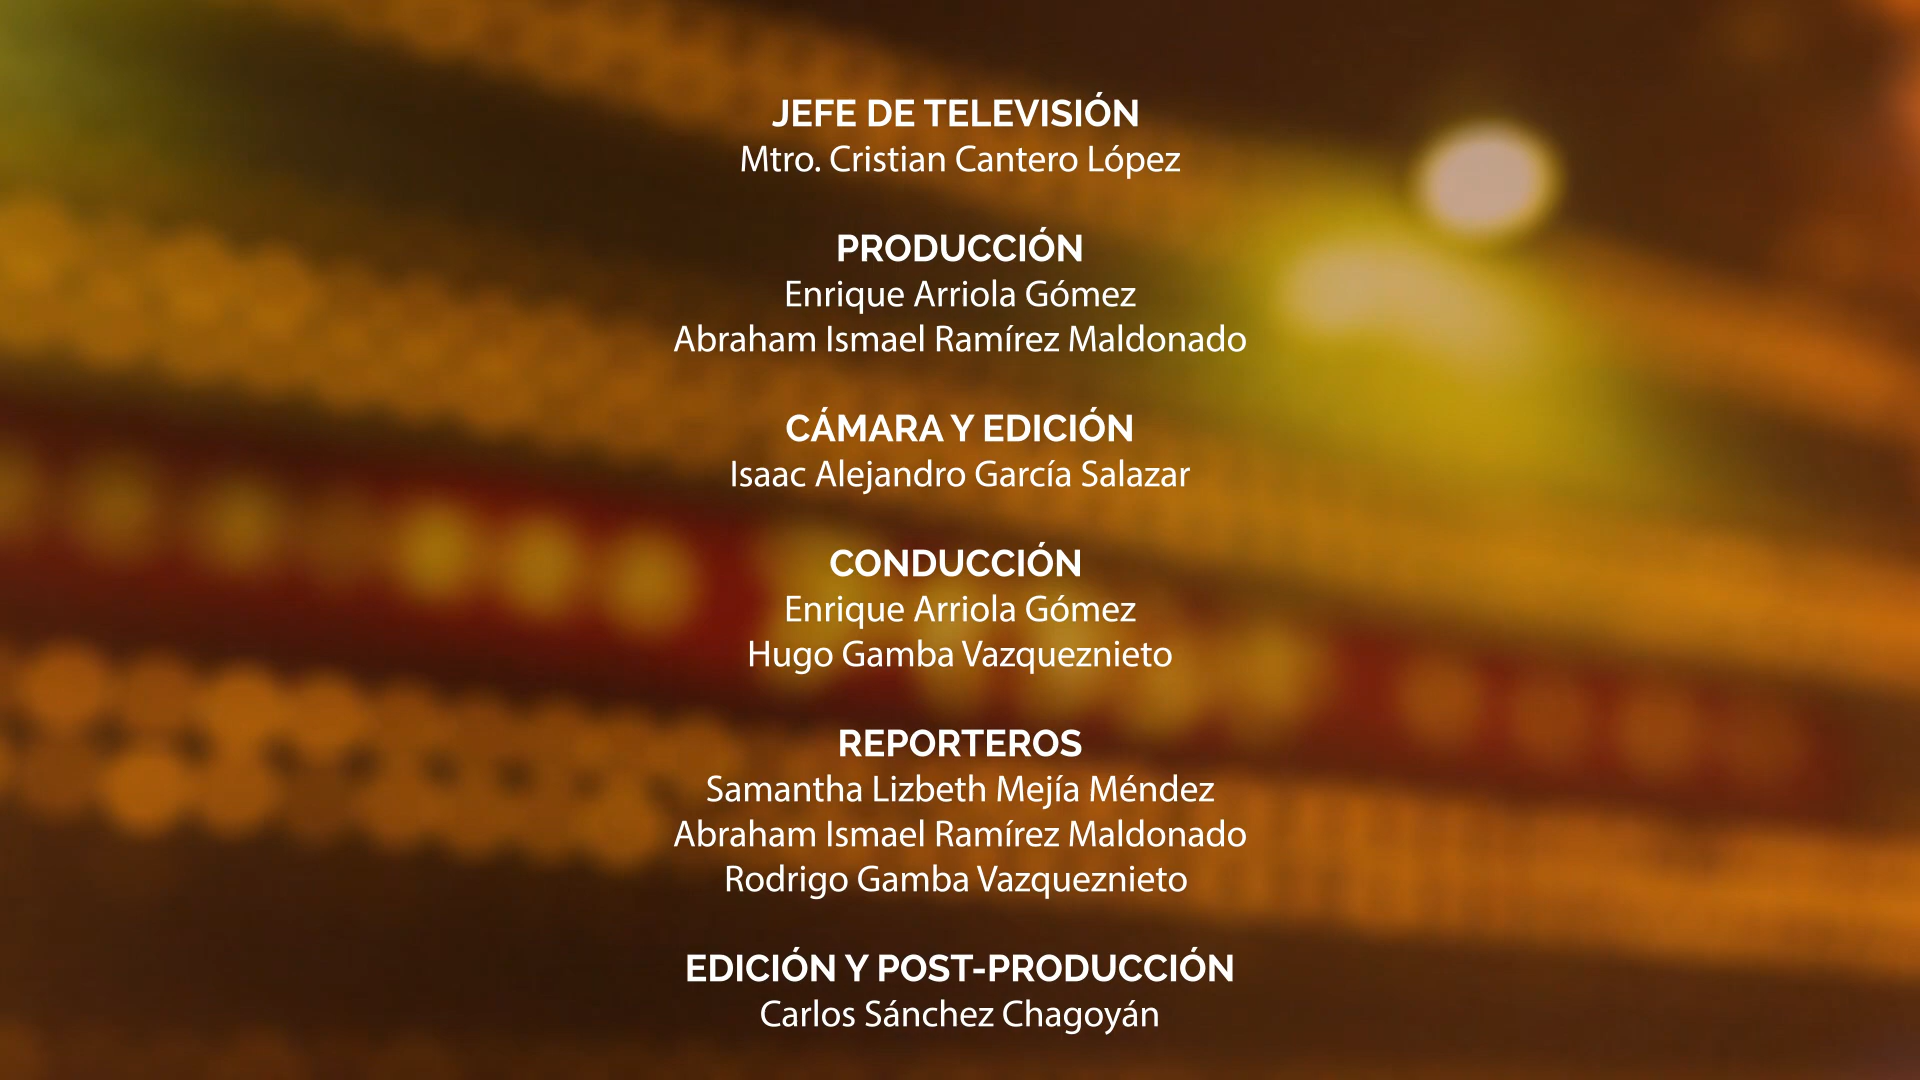 JEFE DE TELEVISIÓN
Mtro. Cristian Cantero López
PRODUCCIÓN
Enrique Arriola Gómez
Abraham Ismael Ramírez Maldonado
CÁMARA Y EDICIÓN
Isaac Alejandro García Salazar
CONDUCCIÓN
Enrique Arriola Gómez
Hugo Gamba Vazqueznieto
REPORTEROS
Samantha Lizbeth Mejía Méndez
Abraham Ismael Ramírez Maldonado
Rodrigo Gamba Vazqueznieto
EDICIÓN Y POST-PRODUCCIÓN
Carlos Sánchez Chagoyán